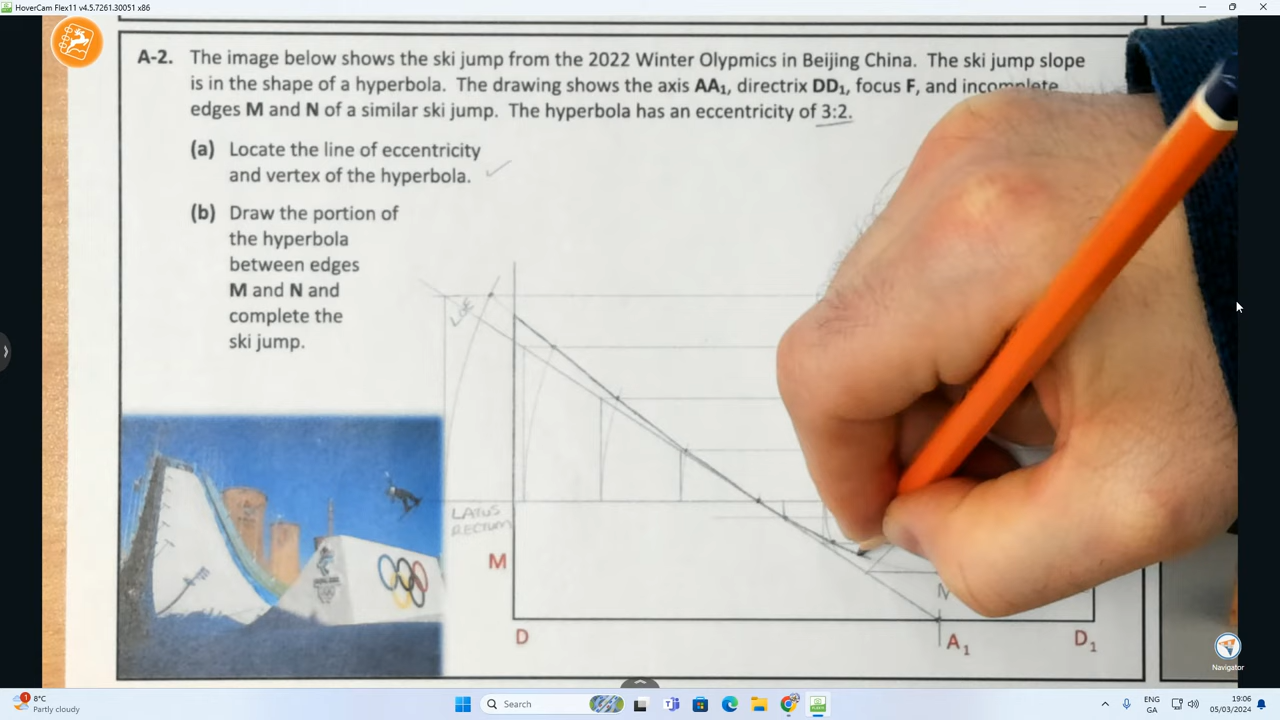 HoverCam Flex11 v4.5.7261.30051 x86
A-2. The image below shows the ski jump from the 2022 Winter Olypmics in Beijing China. The ski jump slope
is in the shape of a hyperbola. The drawing shows the axis AA1, directrix DD1, focus F, and incomplete
edges M and N of a similar ski jump. The hyperbola has an eccentricity of 3:2.
(a) Locate the line of eccentricity
and vertex of the hyperbola.
(b) Draw the portion of
the hyperbola
between edges
M and N and
complete the
ski jump.
LOE
LATUS
RECTUM
M
D
A1
D1
Navigator
1
8°C
Partly cloudy
Search
ENG
GA
19:06
05/03/2024